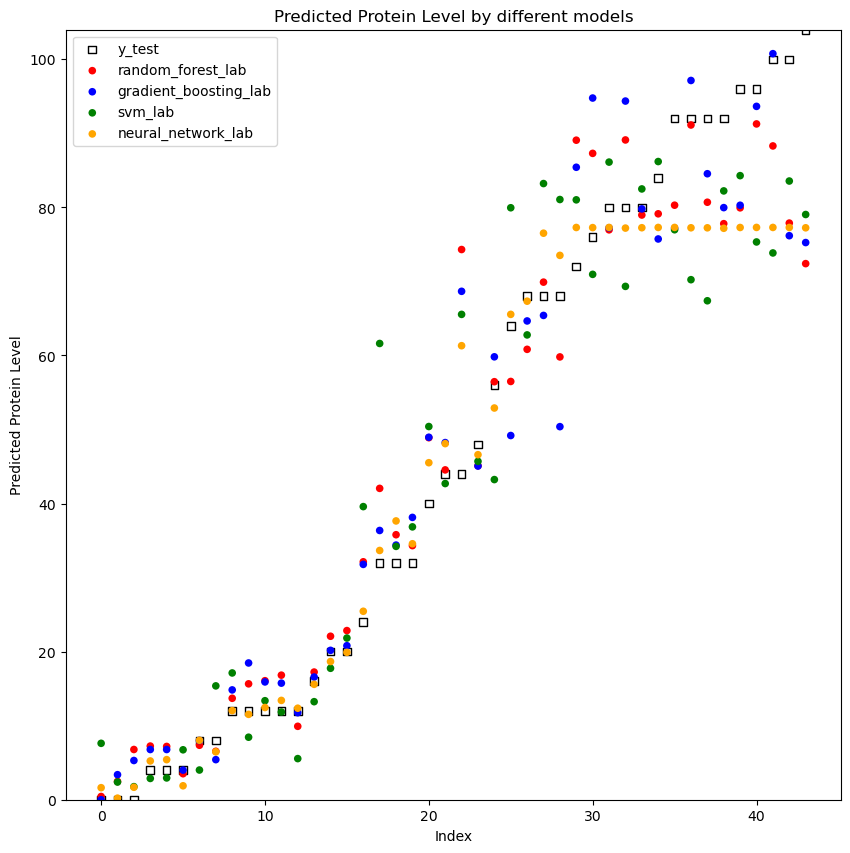 Predicted Protein Level by different models
y_test
random_forest_lab
gradient_boosting_lab
svm_lab
neural_network_lab
100
80
60
40
20
0
Predicted Protein Level
0 10 20 30 40
Index